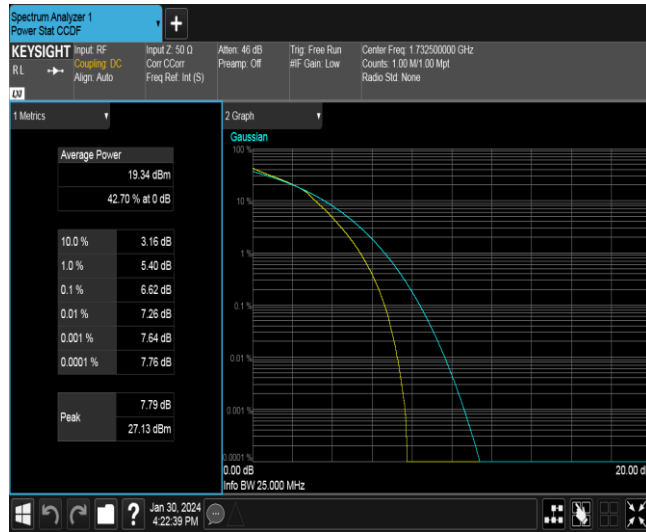 Spectrum Analyzer 1
Power Stat CCDF
+
KEYSIGHT
RL
LXI
Input: RF
Coupling: DC
Align: Auto
Input Z: 50 Ω
Corr CCorr
Freq Ref: Int (S)
Atten: 46 dB
Preamp: Off
Trig: Free Run
#IF Gain: Low
Center Freq: 1.732500000 GHz
Counts: 1.00 M/1.00 Mpt
Radio Std: None
1 Metrics
Average Power
19.34 dBm
42.70 % at 0 dB
10.0 % 3.16 dB
1.0 % 5.40 dB
0.1 % 6.62 dB
0.01 % 7.26 dB
0.001 % 7.64 dB
0.0001 % 7.76 dB
Peak
7.79 dB
27.13 dBm
2 Graph
Gaussian
100 %
10 %
1 %
0.1 %
0.01 %
0.001 %
0.0001 %
0.00 dB
20.00 d
Info BW 25.000 MHz
?
Jan 30, 2024
4:22:39 PM